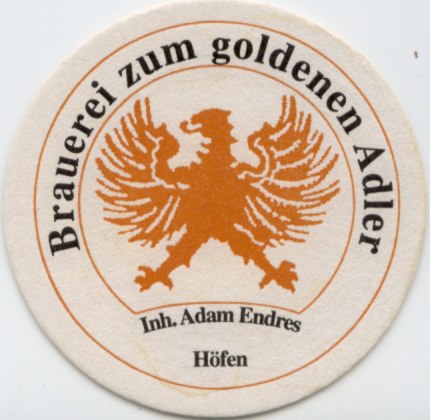 Brauerei zum goldenen Adler
Inh. Adam Endres
Höfen